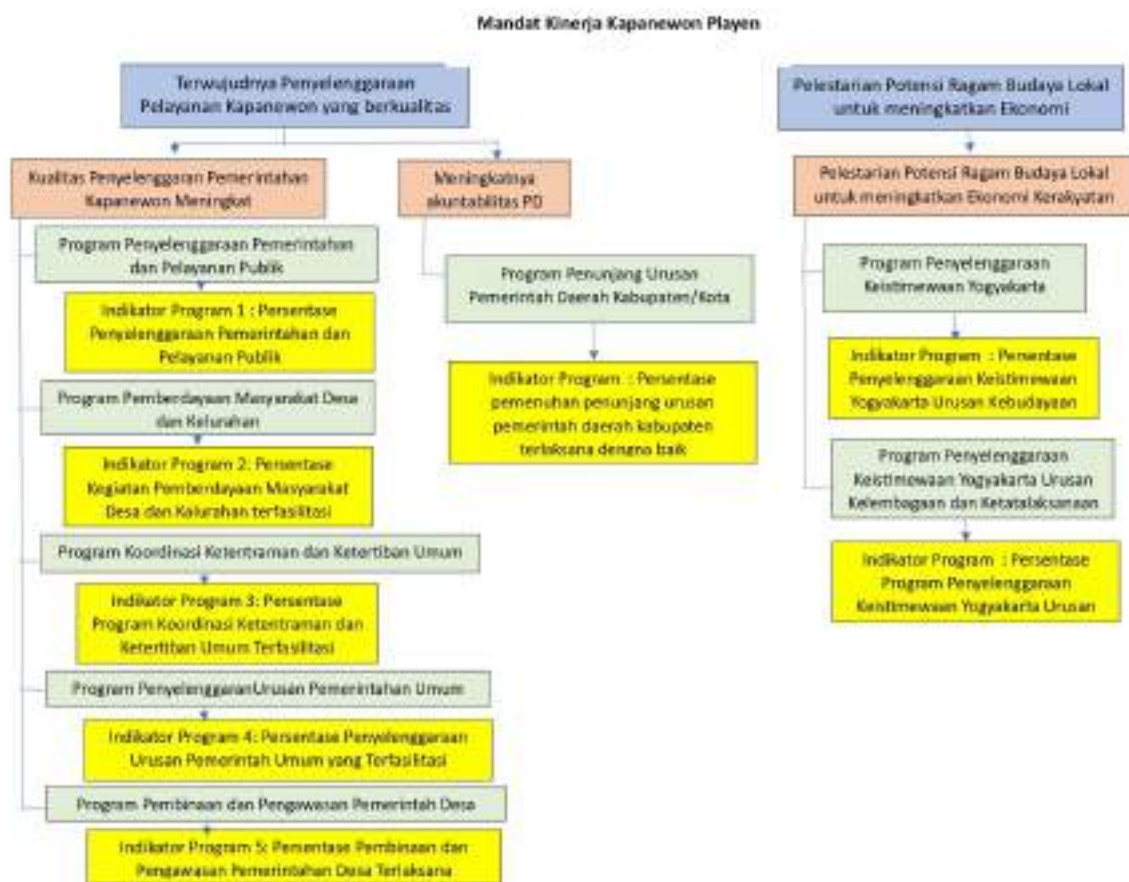 Mandat Kinerja Kapanewon Playen
Terwujudnya Penyelenggaraan
Pelayanan Kapanewon yang berkualitas
Kualitas Penyelenggaran Pemerintahan
Kapanewon Meningkat
Program Penyelenggaraan Pemerintahan
dan Pelayanan Publik
Indikator Program 1 : Persentase
Penyelenggaraan Pemerintahan dan
Pelayanan Publik
Program Pemberdayaan Masyarakat Desa
dan Kelurahan
Indikator Program 2: Persentase
Kegiatan Pemberdayaan Masyarakat
Desa dan Kalurahan terfasilitasi
Program Koordinasi Ketentraman dan Ketertiban Umum
Indikator Program 3: Persentase
Program Koordinasi Ketentraman dan
Ketertiban Umum Terfasilitasi
Program PenyelenggaranUrusan Pemerintahan Umum
Indikator Program 4: Persentase Penyelenggaraan
Urusan Pemerintah Umum yang Terfasilitasi
Program Pembinaan dan Pengawasan Pemerintah Desa
Indikator Program 5: Persentase Pembinaan dan
Pengawasan Pemerintahan Desa Terlaksana
Meningkatnya
akuntabilitas PD
Program Penunjang Urusan
Pemerintah Daerah Kabupaten/Kota
Indikator Program : Persentase
pemenuhan penunjang urusan
pemerintah daerah kabupaten
terlaksana dengna baik
Pelestarian Potensi Ragam Budaya Lokal
untuk meningkatkan Ekonomi
Pelestarian Potensi Ragam Budaya Lokal
untuk meningkatkan Ekonomi Kerakyatan
Program Penyelenggaraan
Keistimewaan Yogyakarta
Indikator Program : Persentase
Penyelenggaraan Keistimewaan
Yogyakarta Urusan Kebudayaan
Program Penyelenggaraan
Keistimewaan Yogyakarta Urusan
Kelembagaan dan Ketatalaksanaan
Indikator Program : Persentase
Program Penyelenggaraan
Keistimewaan Yogyakarta Urusan